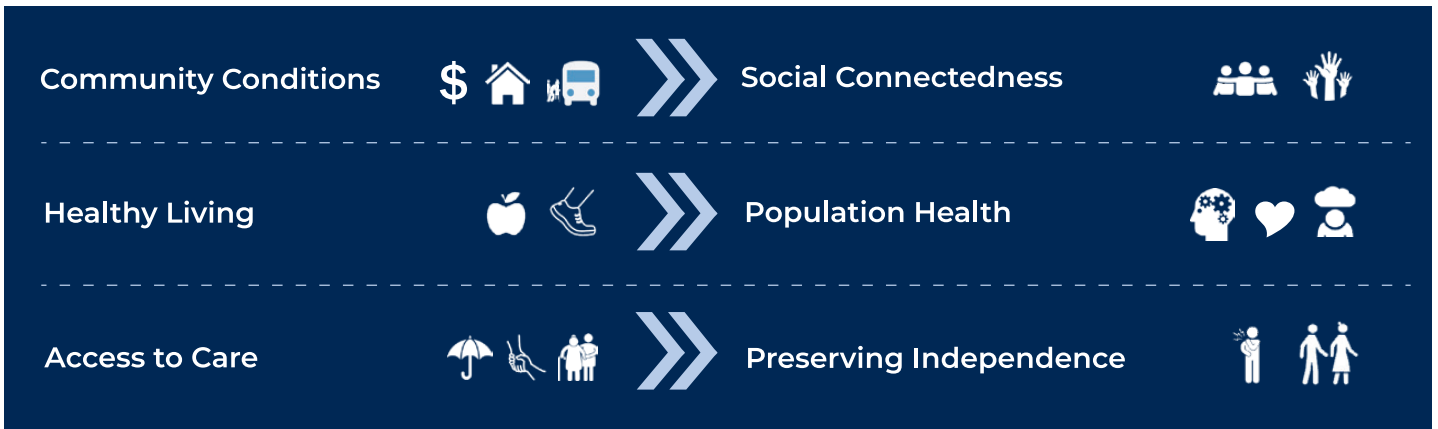 Community Conditions $ Social Connectedness
Healthy Living Population Health
Access to Care Preserving Independence